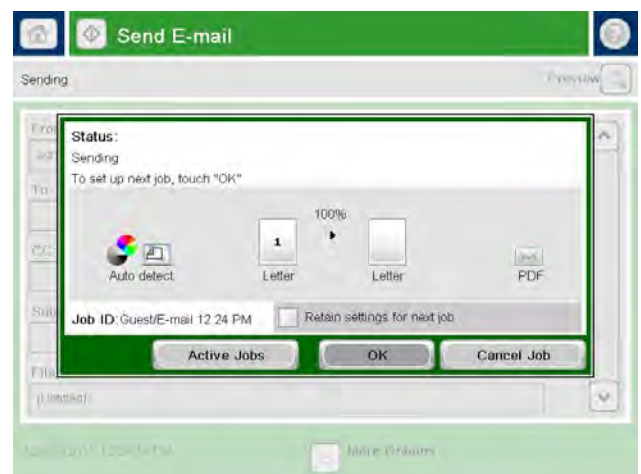 Send E-mail
Sending
Preview
Status:
Sending
To set up next job, touch "OK"
100%
1
Auto detect
Letter
Letter
PDF
Job ID: Guest/E-mail 12 24 PM
Retain settings for next job
Active Jobs
OK
Cancel Job
To
CC
(Untitled)
More Options